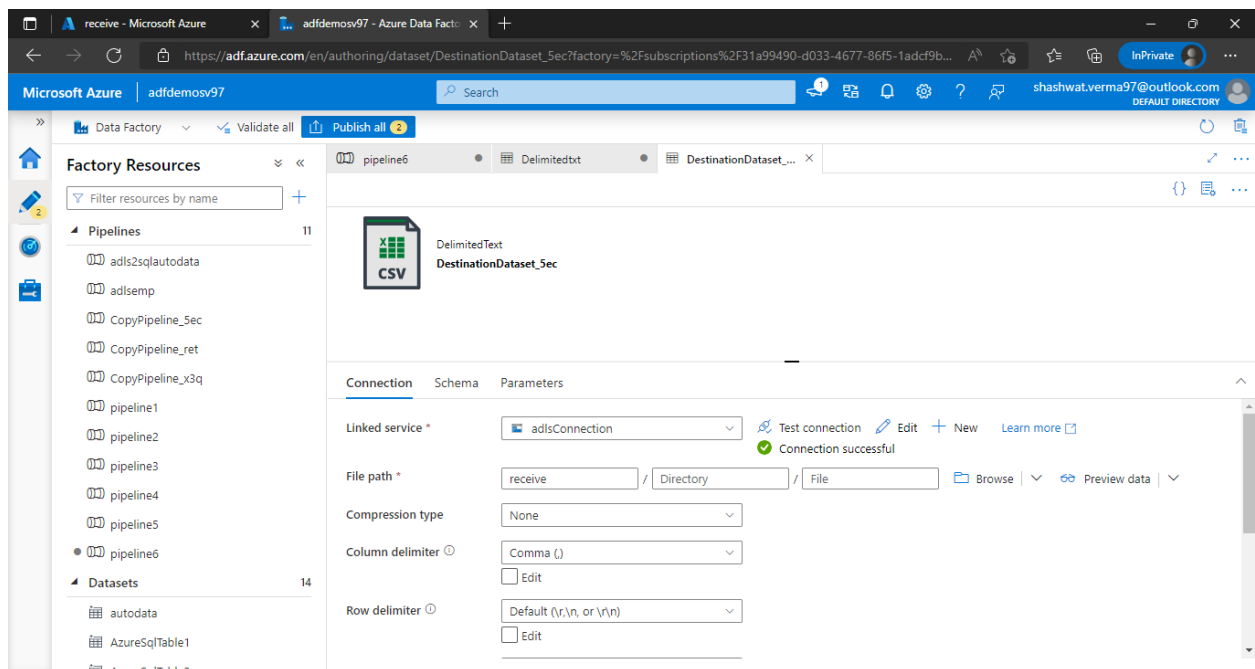 receive - Microsoft Azure
adfdemosv97 - Azure Data Facto
https://adf.azure.com/en/authoring/dataset/DestinationDataset_5ec?factory=%2Fsubscriptions%2F31a99490-d033-4677-86f5-1adcf9b...
InPrivate
Microsoft Azure
adfdemosv97
Search
1
shashwat.verma97@outlook.com
DEFAULT DIRECTORY
Data Factory
Validate all
Publish all 2
2
Factory Resources
Filter resources by name
Pipelines 11
adls2sqlautodata
adlsemp
CopyPipeline_5ec
CopyPipeline_ret
CopyPipeline_x3q
pipeline1
pipeline2
pipeline3
pipeline4
pipeline5
pipeline6
Datasets 14
autodata
AzureSqlTable1
pipeline6
Delimitedtxt
DestinationDataset_...
CSV
DelimitedText
DestinationDataset_5ec
Connection
Schema
Parameters
Linked service *
adlsConnection
Test connection
Edit
New
Learn more
Connection successful
File path *
receive / Directory / File
Browse
Preview data
Compression type
None
Column delimiter
Comma (,)
Edit
Row delimiter
Default (\r,\n, or \r\n)
Edit